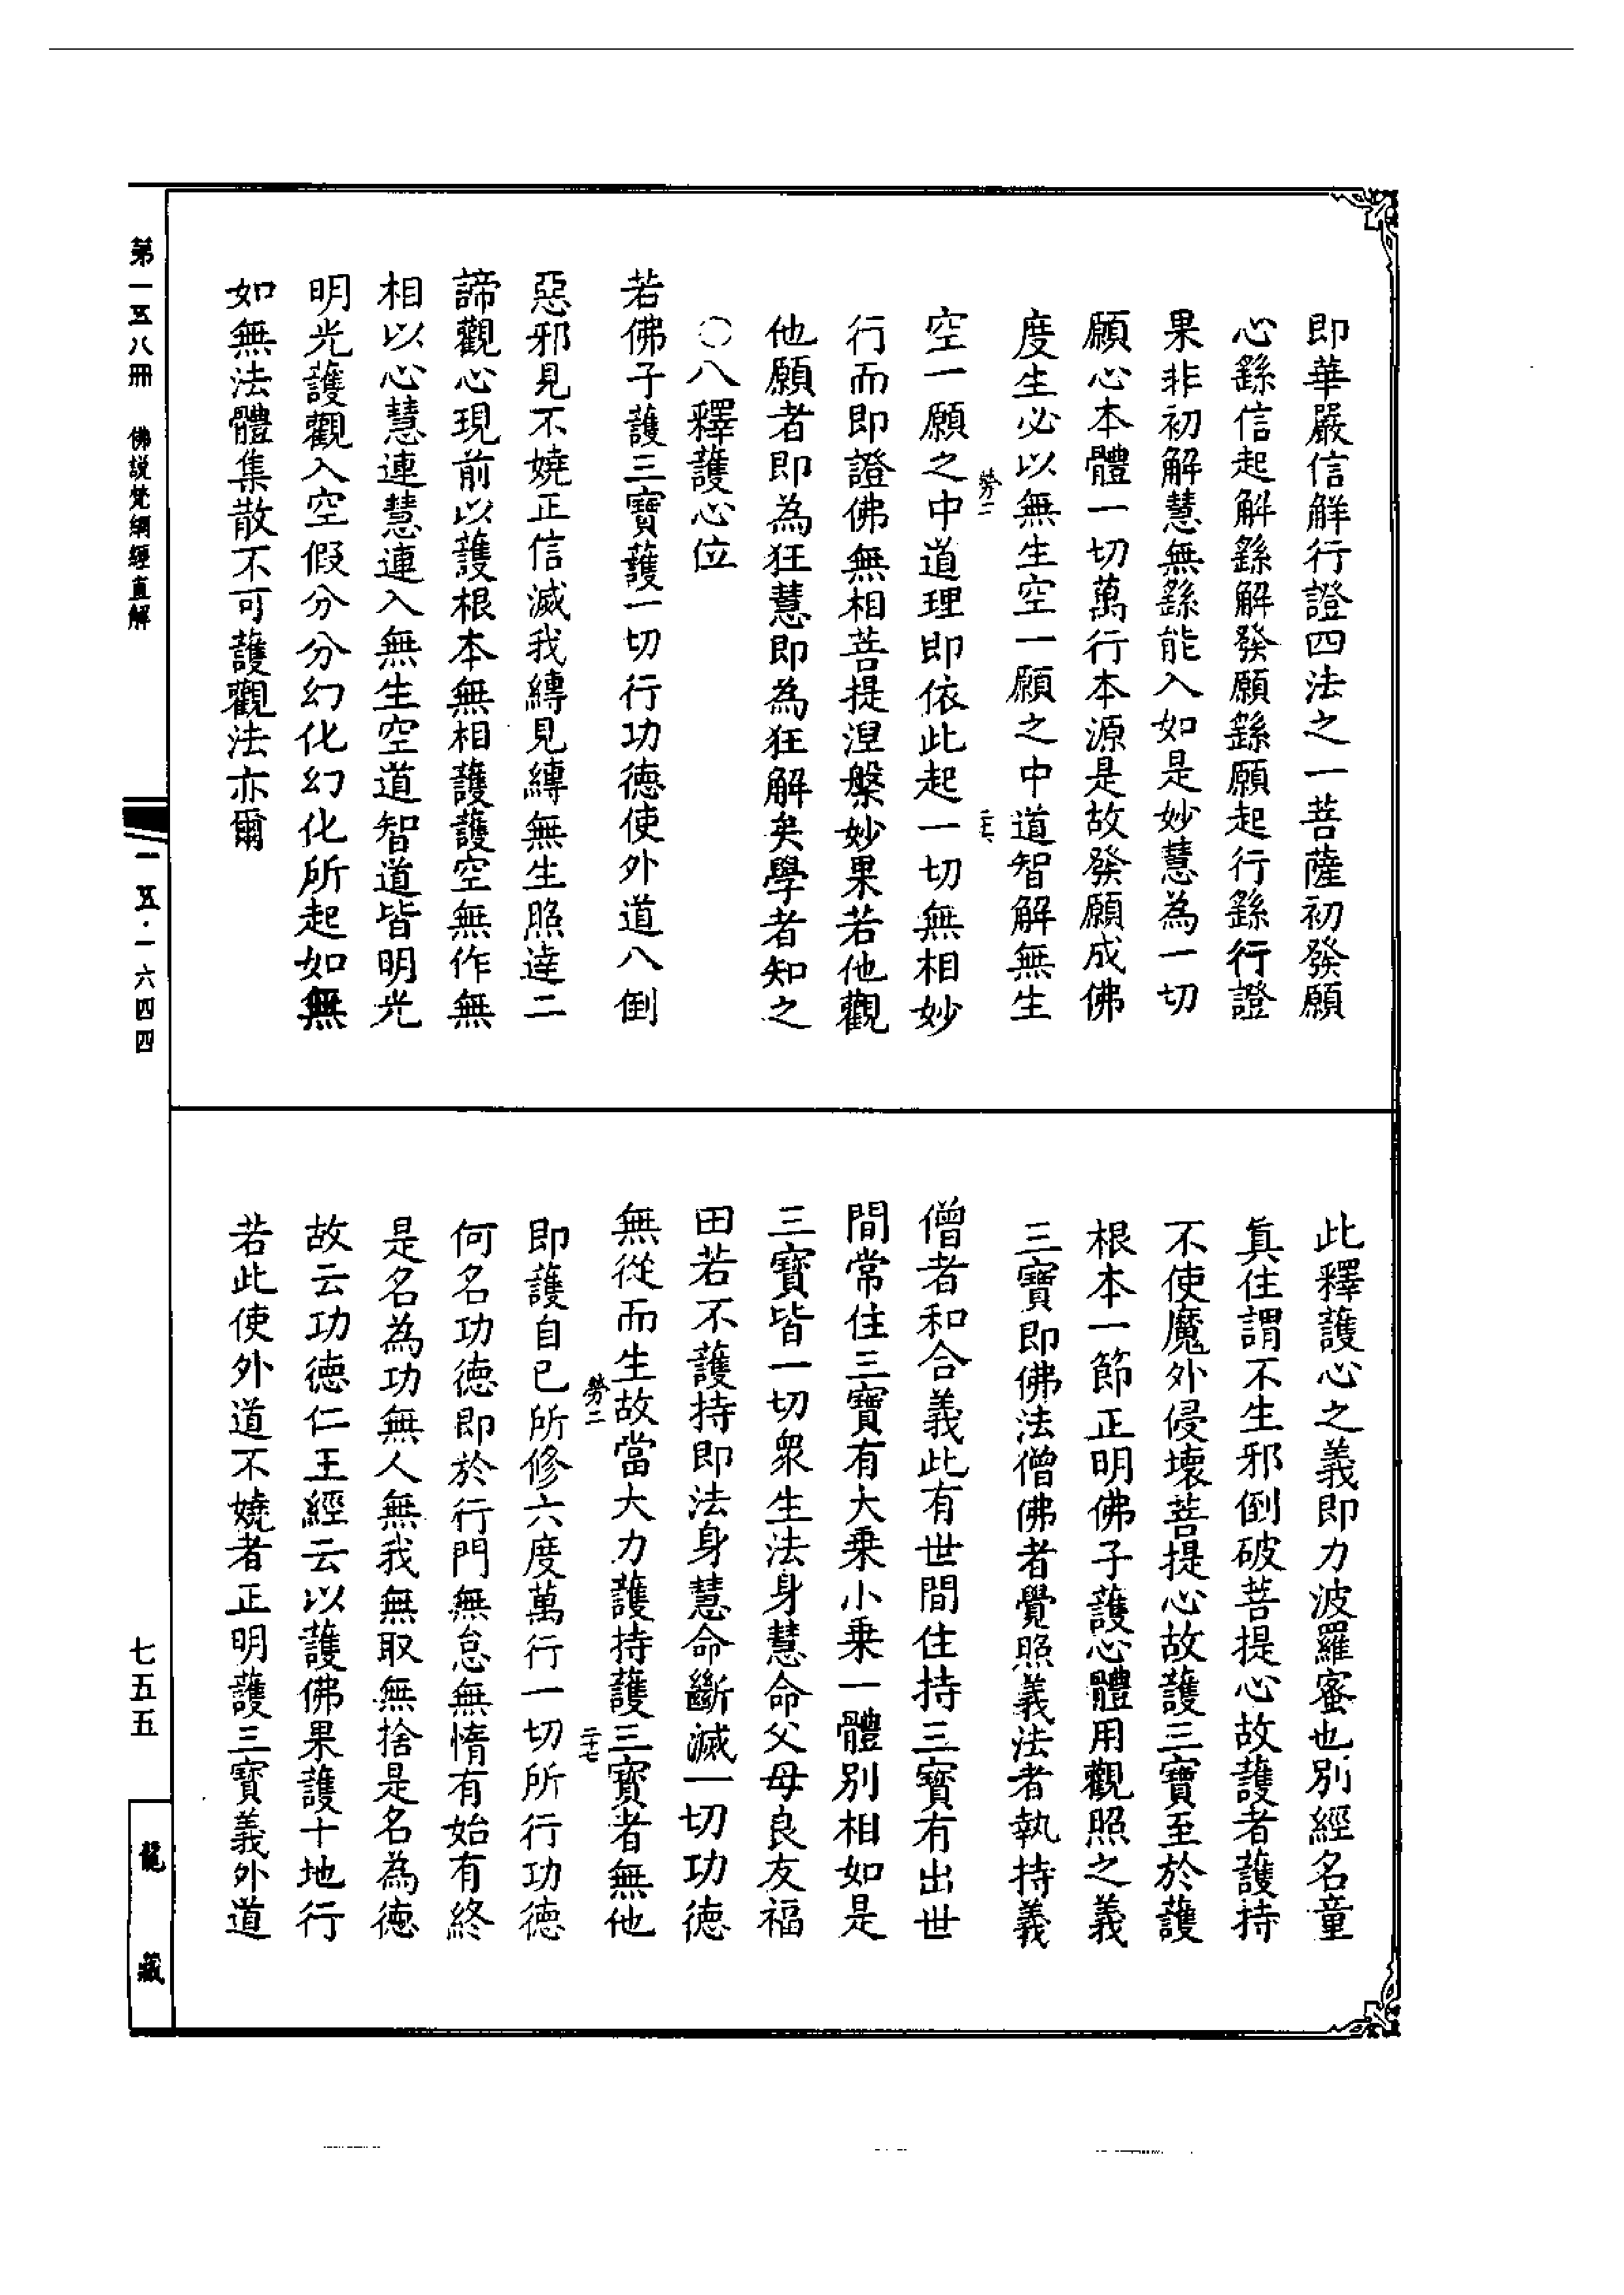 即華嚴信解行證四法之一菩薩初發願
心繇信起解繇解發願繇願起行繇行證
果非初解慧無繇能入如是妙慧為一切
願心本體一切萬行本源是故發願成佛
度生必以無生空一願之中道智解無生
勞二
二十七
空一願之中道理即依此起一切無相妙
行而即證佛無相菩提涅槃妙果若他觀
他願者即為狂慧即為狂解矣學者知之
○八釋護心位
若佛子護三寶護一切行功德使外道八倒
惡邪見不嬈正信滅我縛見縛無生照達二
諦觀心現前以護根本無相護護空無作無
相以心慧連慧連入無生空道智道皆明光
明光護觀入空假分分幻化幻化所起如無
如無法體集散不可護觀法亦爾
此釋護心之義即力波羅蜜也別經名童
真住謂不生邪倒破菩提心故護者護持
不使魔外侵壞菩提心故護三寶至於護
根本一節正明佛子護心體用觀照之義
三寶即佛法僧佛者覺照義法者執持義
僧者和合義此有世間住持三寶有出世
間常住三寶有大乘小乘一體別相如是
三寶皆一切眾生法身慧命父母良友福
田若不護持即法身慧命斷滅一切功德
無從而生故當大力護持護三寶者無他
勞二
二十七
即護自己所修六度萬行一切所行功德
何名功德即於行門無怠無惰有始有終
是名為功無人無我無取無捨是名為德
故云功德仁王經云以護佛果護十地行
若此使外道不嬈者正明護三寶義外道
第一五八冊　佛說梵網經直解
一五·一六四四
七五五
龍藏